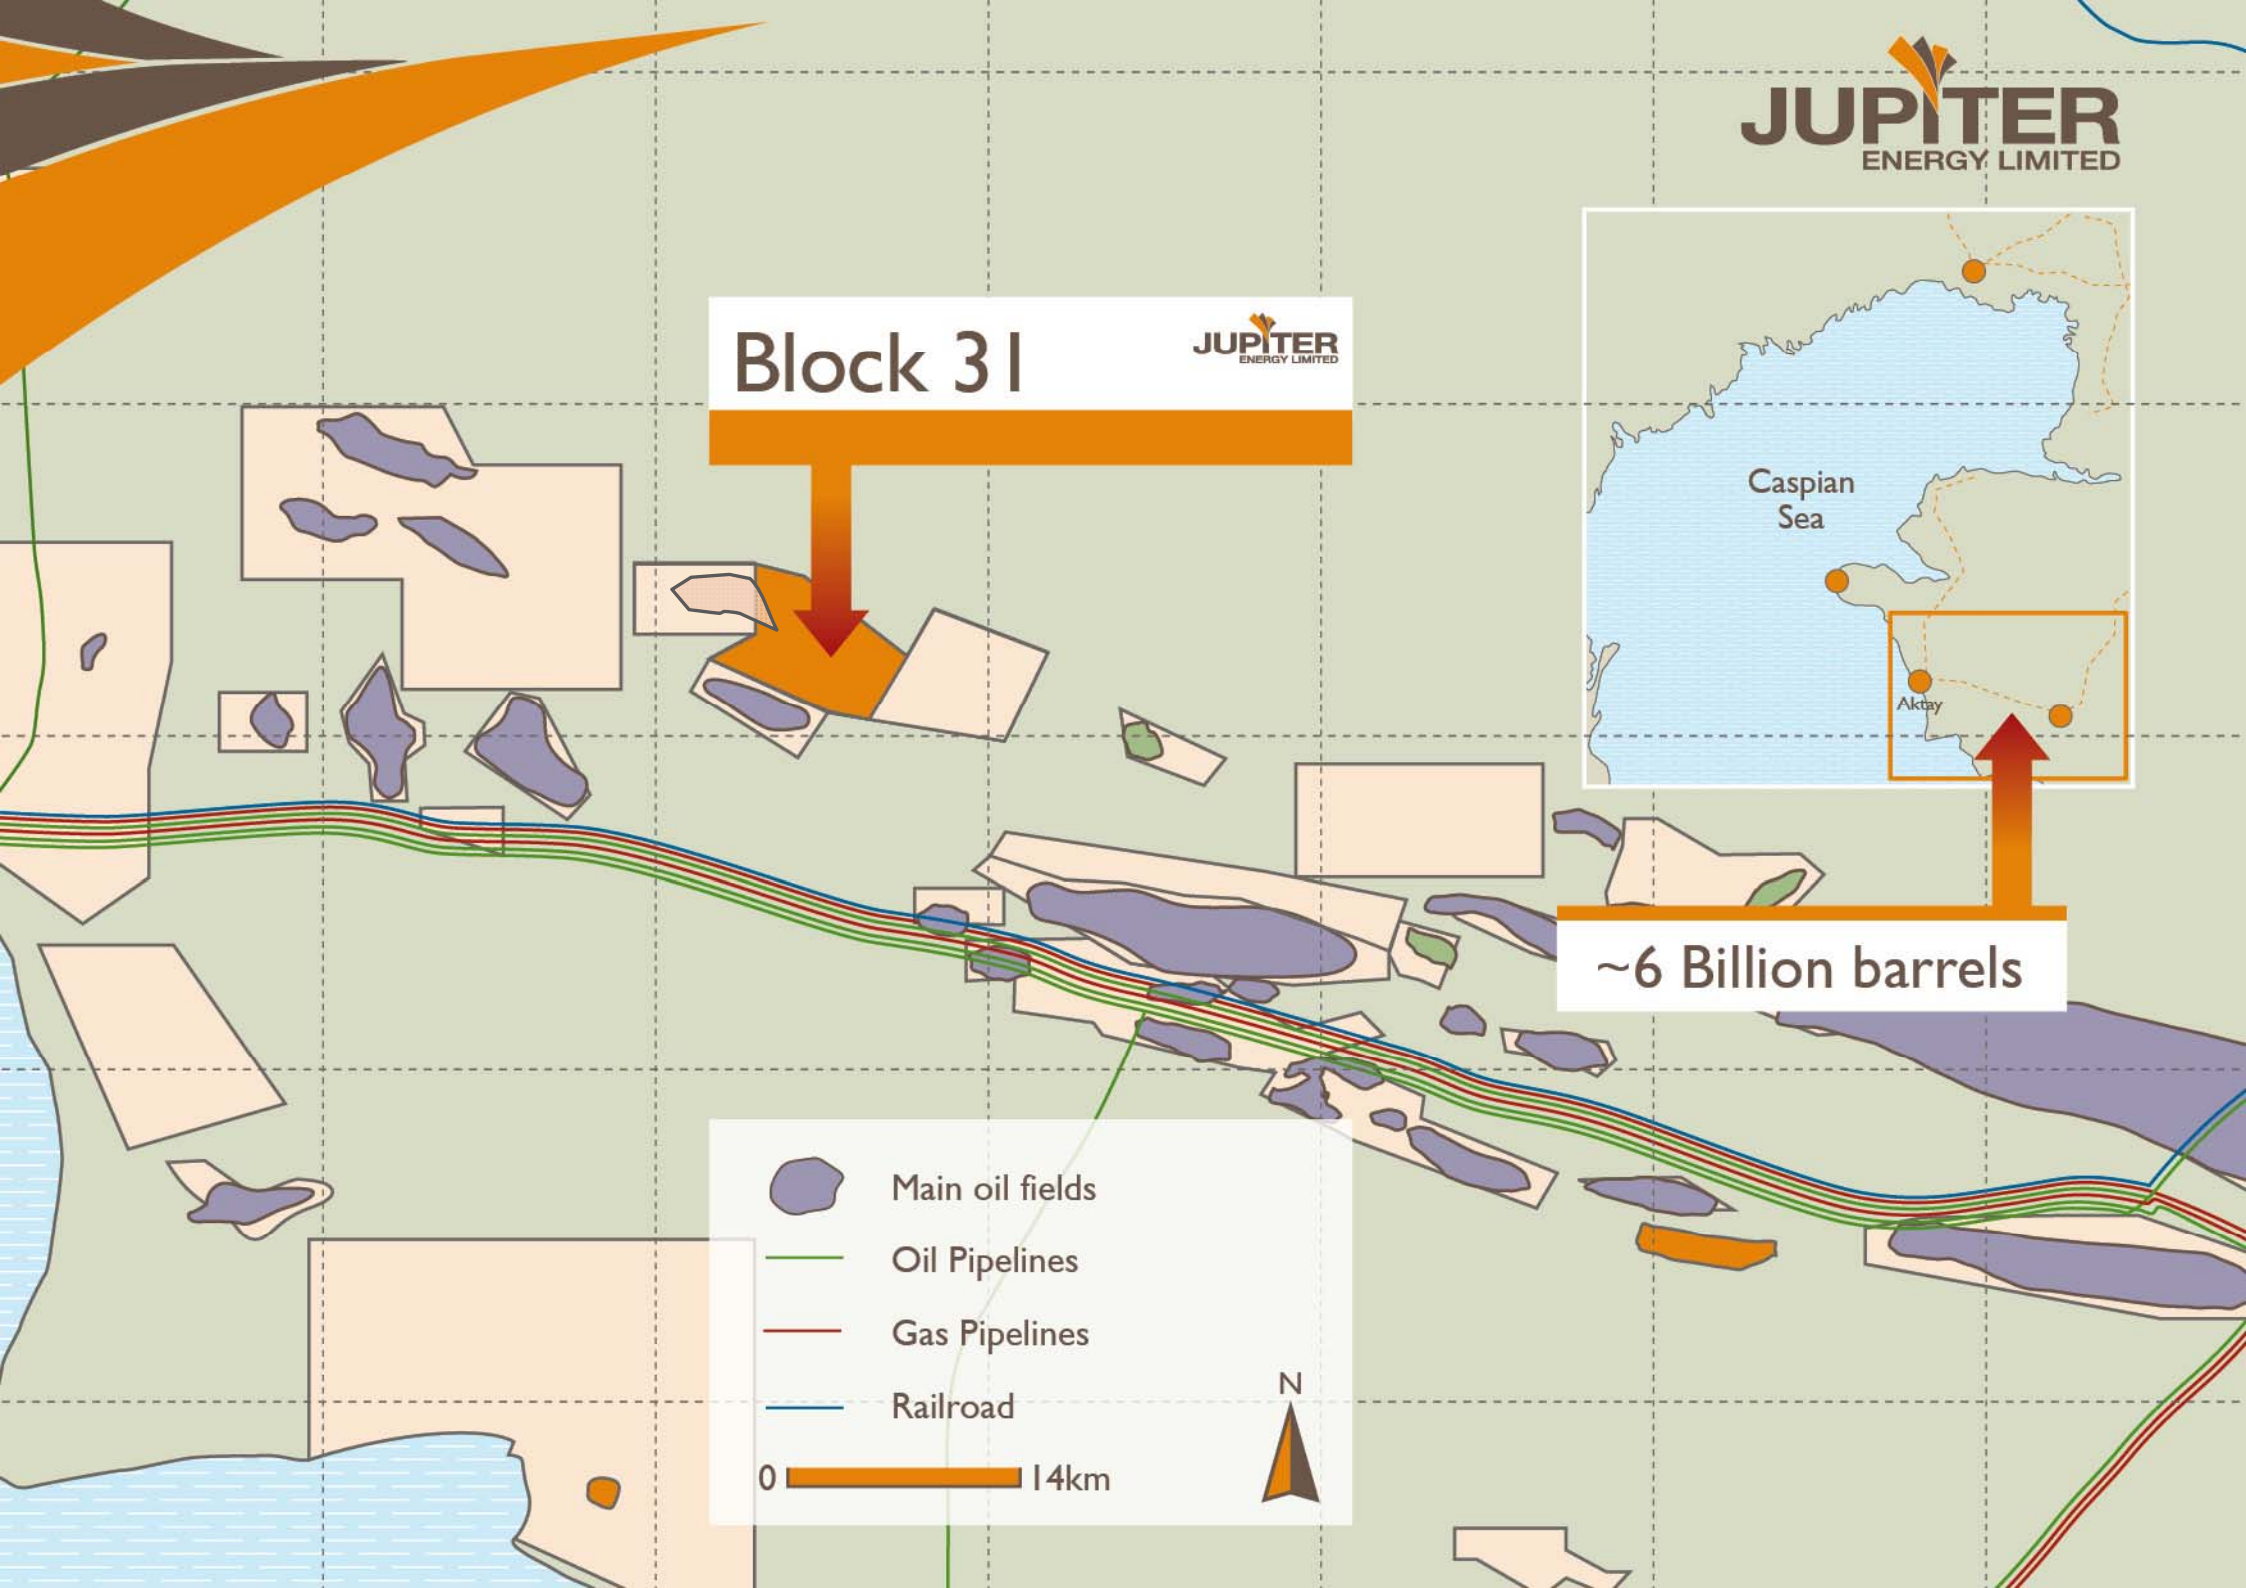 JUPITER
ENERGY LIMITED
Block 31
JUPITER
ENERGY LIMITED
Caspian
Sea
Aktay
~6 Billion barrels
Main oil fields
Oil Pipelines
Gas Pipelines
N
Railroad
0 14km